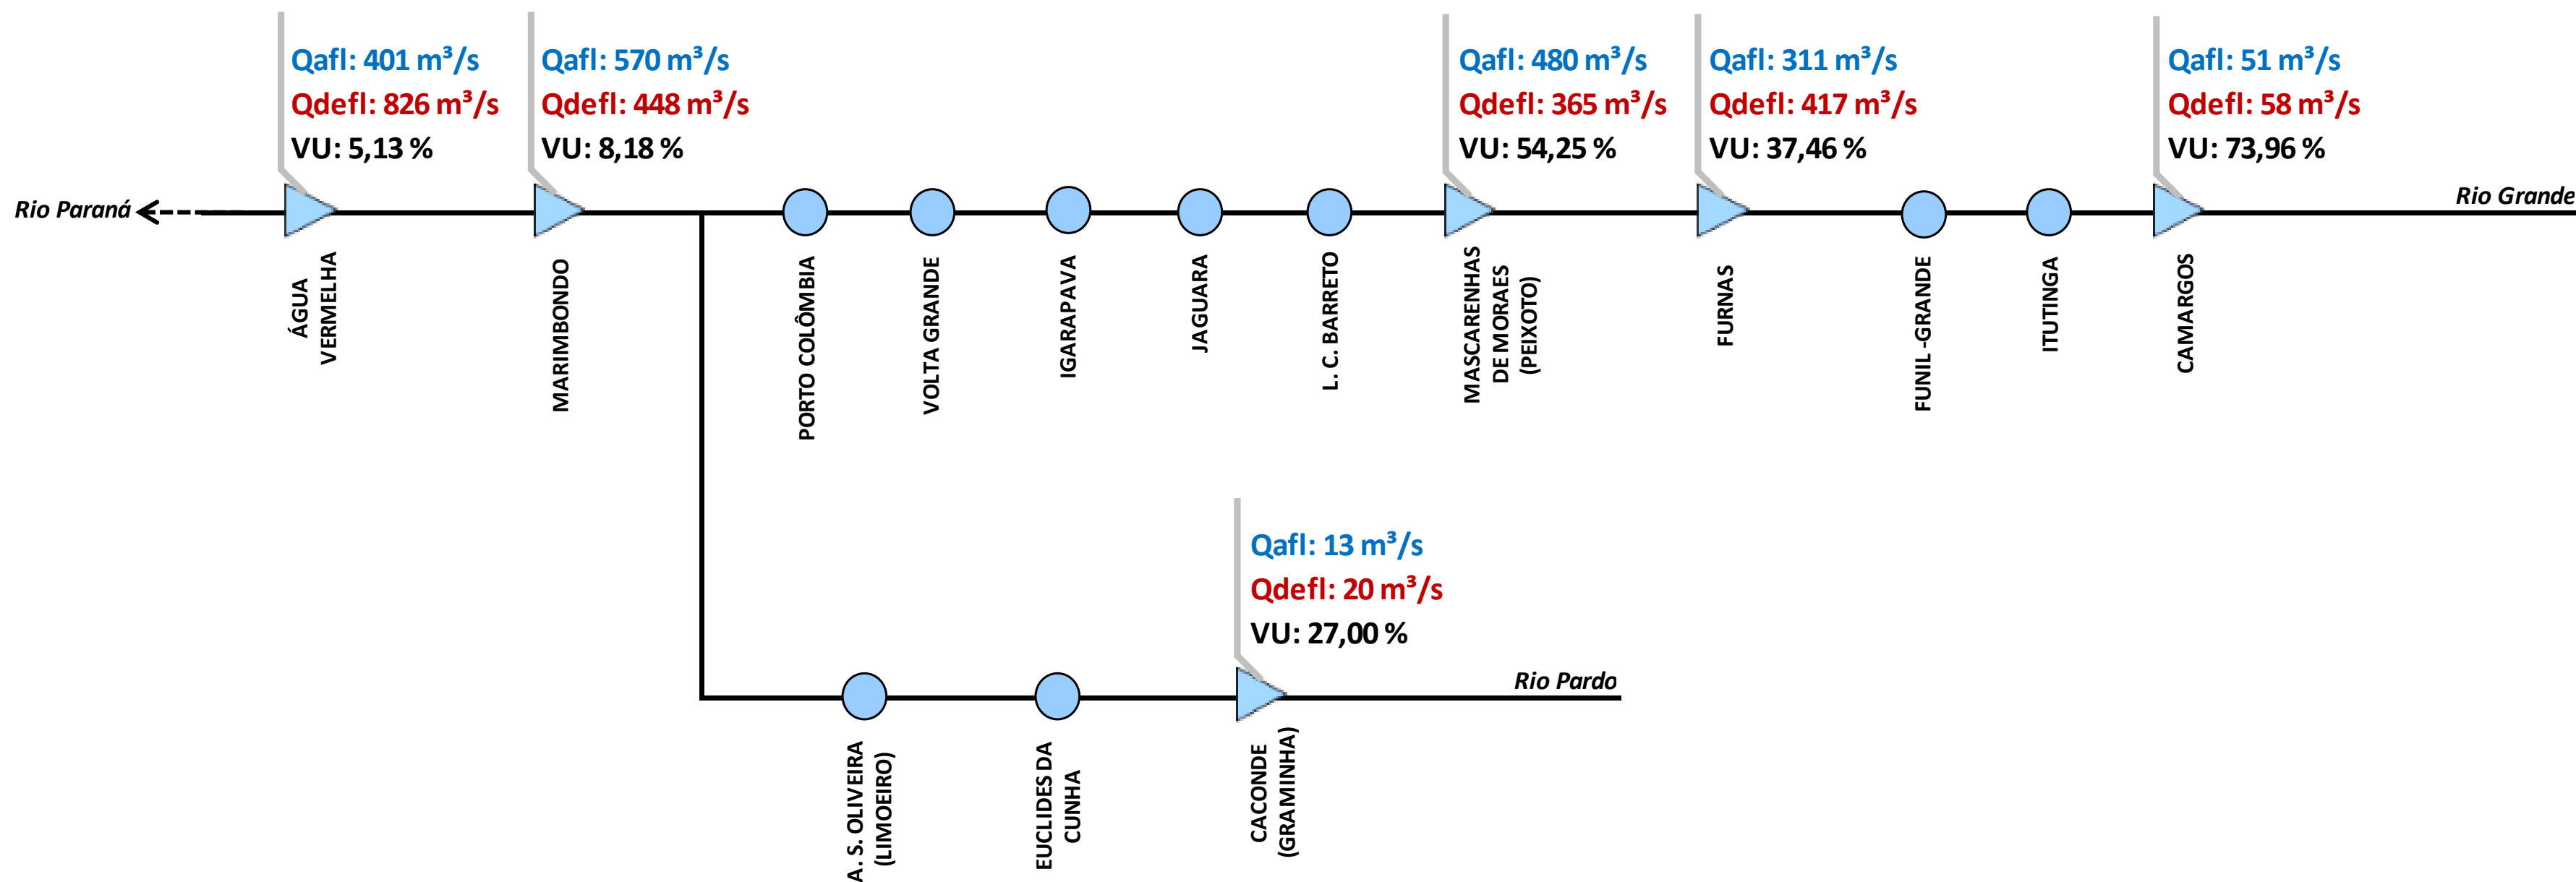 Qafl: 401 m³/s
Qdefl: 826 m³/s
VU: 5,13 %
Qafl: 570 m³/s
Qdefl: 448 m³/s
VU: 8,18 %
Qafl: 480 m³/s
Qdefl: 365 m³/s
VU: 54,25 %
Qafl: 311 m³/s
Qdefl: 417 m³/s
VU: 37,46 %
Qafl: 51 m³/s
Qdefl: 58 m³/s
VU: 73,96 %
Rio Paraná
Rio Grande
ÁGUA
VERMELHA
MARIMBONDO
PORTO COLÔMBIA
VOLTA GRANDE
IGARAPAVA
JAGUARA
L. C. BARRETO
MASCARENHAS
DE MORAES
(PEIXOTO)
FURNAS
FUNIL -GRANDE
ITUTINGA
CAMARGOS
Qafl: 13 m³/s
Qdefl: 20 m³/s
VU: 27,00 %
Rio Pardo
A. S. OLIVEIRA
(LIMOEIRO)
EUCLIDES DA
CUNHA
CACONDE
(GRAMINHA)